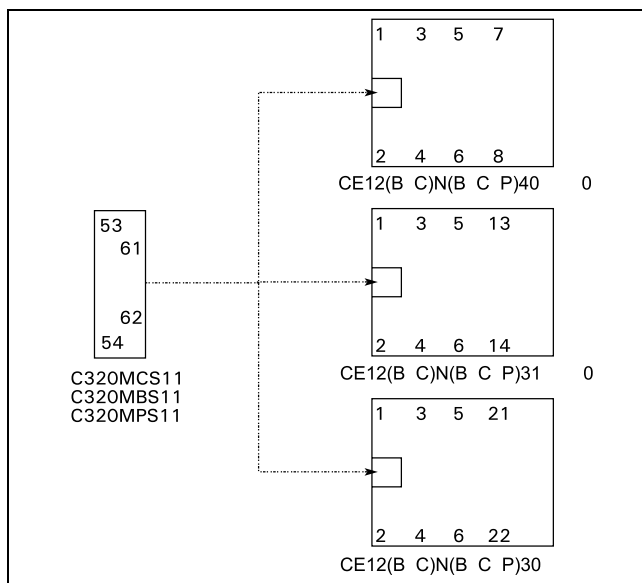 1 3 5 7
2 4 6 8
CE12(B C)N(B C P)40 0
53
61
62
54
C320MCS11
C320MBS11
C320MPS11
1 3 5 13
2 4 6 14
CE12(B C)N(B C P)31 0
1 3 5 21
2 4 6 22
CE12(B C)N(B C P)30